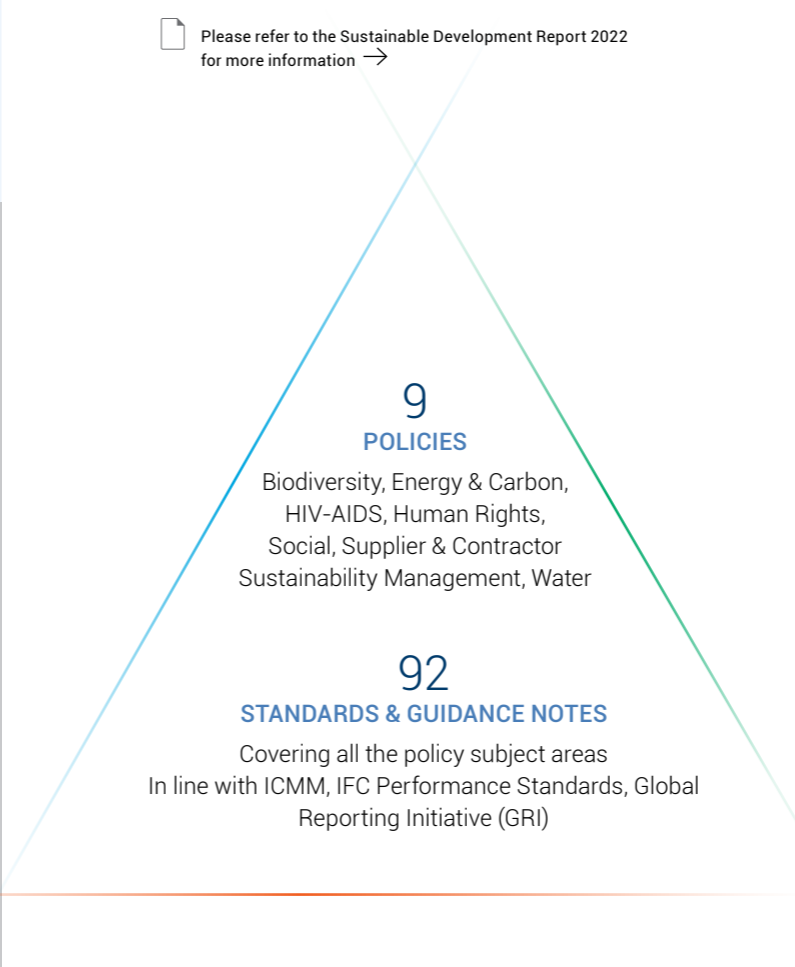 Please refer to the Sustainable Development Report 2022
for more information
9
POLICIES
Biodiversity, Energy & Carbon,
HIV-AIDS, Human Rights,
Social, Supplier & Contractor
Sustainability Management, Water
92
STANDARDS & GUIDANCE NOTES
Covering all the policy subject areas
In line with ICMM, IFC Performance Standards, Global
Reporting Initiative (GRI)